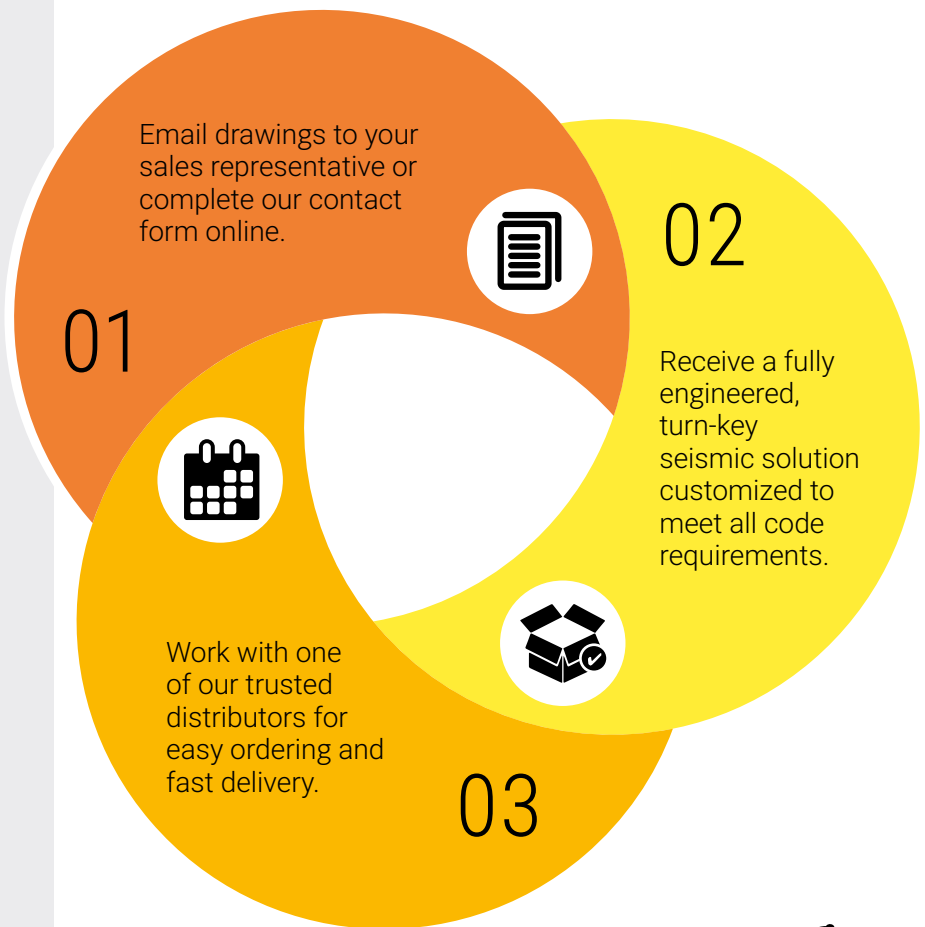 01
Email drawings to your
sales representative or
complete our contact
form online.
02
Receive a fully
engineered,
turn-key
seismic solution
customized to
meet all code
requirements.
03
Work with one
of our trusted
distributors for
easy ordering and
fast delivery.